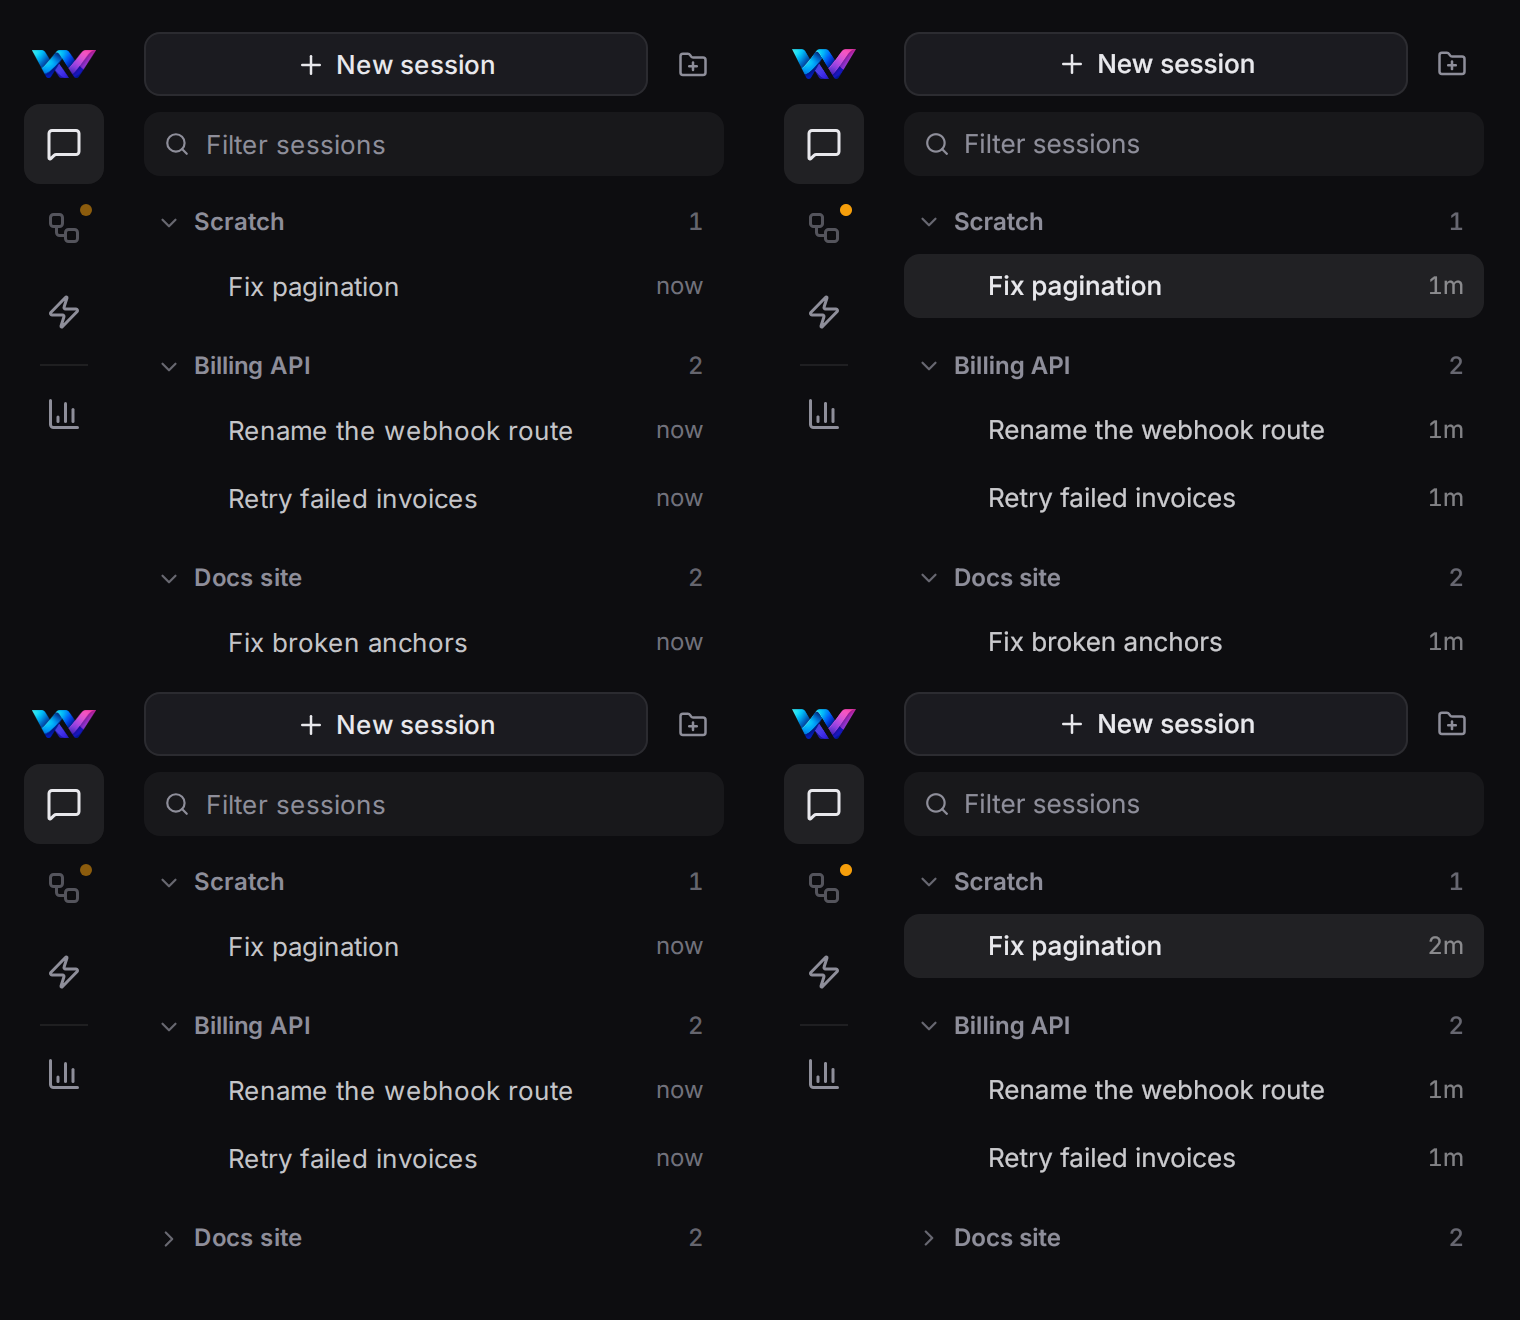 New session
Filter sessions
Scratch 1
Fix pagination now
Billing API 2
Rename the webhook route now
Retry failed invoices now
Docs site 2
Fix broken anchors now
New session
Filter sessions
Scratch 1
Fix pagination 1m
Billing API 2
Rename the webhook route 1m
Retry failed invoices 1m
Docs site 2
Fix broken anchors 1m
New session
Filter sessions
Scratch 1
Fix pagination now
Billing API 2
Rename the webhook route now
Retry failed invoices now
Docs site 2
New session
Filter sessions
Scratch 1
Fix pagination 2m
Billing API 2
Rename the webhook route 1m
Retry failed invoices 1m
Docs site 2